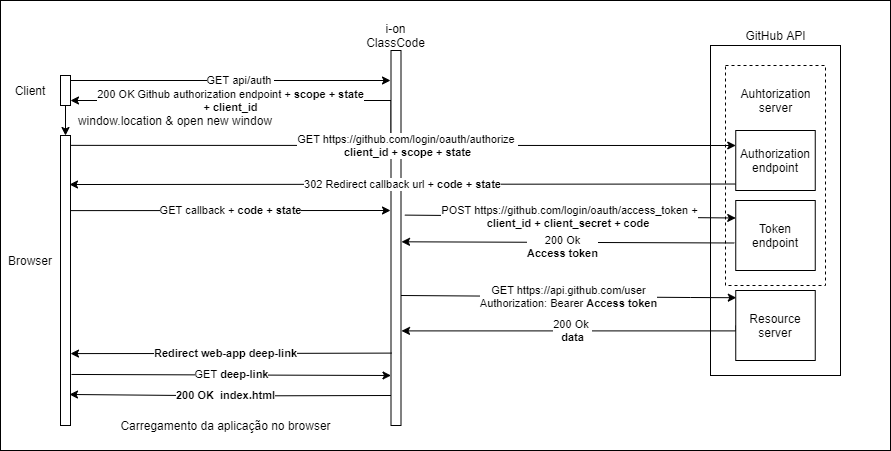 i-on
ClassCode
GitHub API
Client
GET api/auth
200 OK Github authorization endpoint + scope + state
+ client_id
window.location & open new window
Auhtorization
server
GET https://github.com/login/oauth/authorize
client_id + scope + state
Authorization
endpoint
302 Redirect callback url + code + state
GET callback + code + state
POST https://github.com/login/oauth/access_token +
client_id + client_secret + code
Token
endpoint
200 Ok
Access token
Browser
GET https://api.github.com/user
Authorization: Bearer Access token
Resource
server
200 Ok
data
Redirect web-app deep-link
GET deep-link
200 OK index.html
Carregamento da aplicação no browser